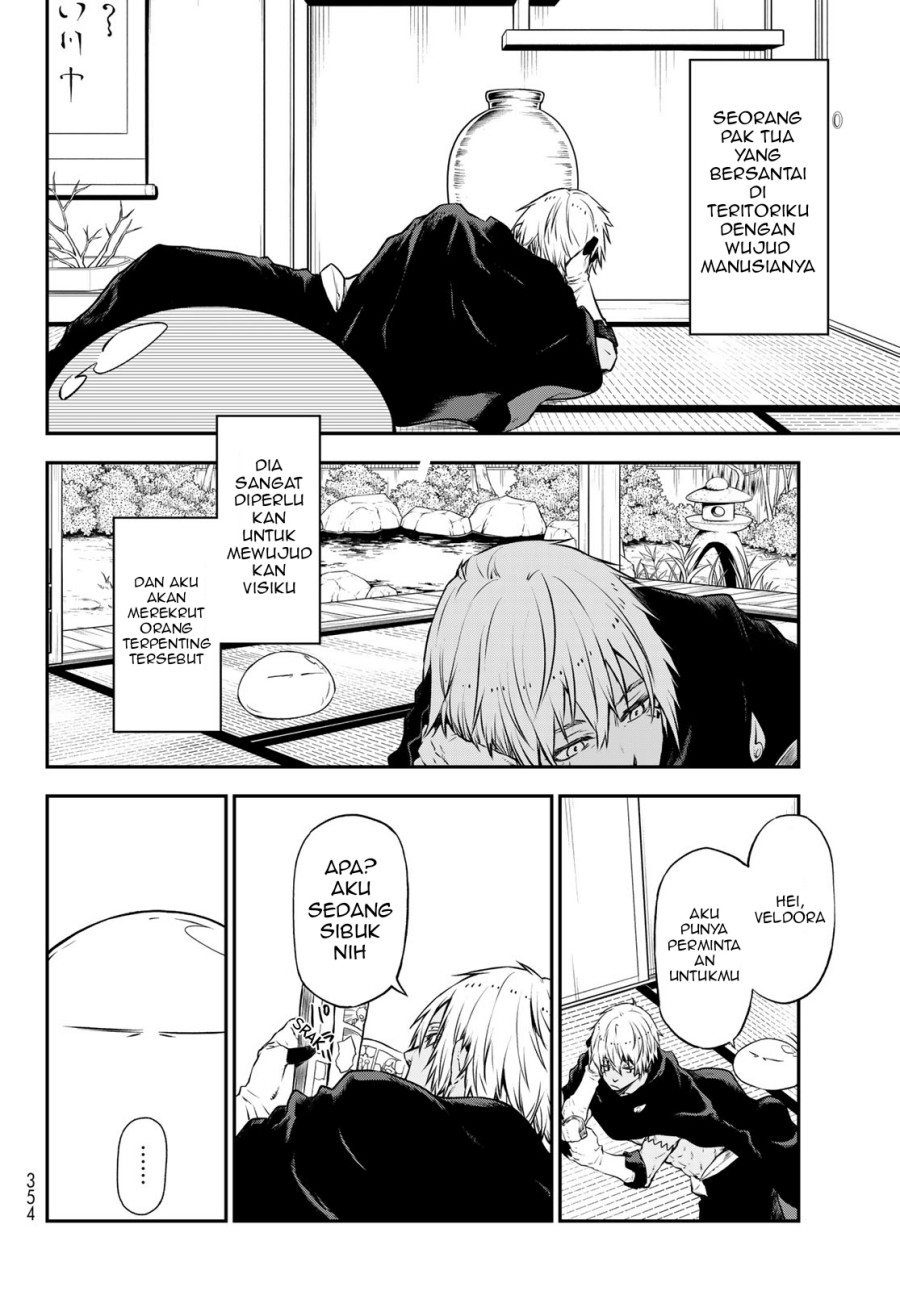 SEORANG
PAK TUA
YANG
BERSANTAI
DI
TERITORIKU
DENGAN
WUJUD
MANUSIANYA
DIA
SANGAT
DIPERLU
KAN
UNTUK
MEWUJUD
KAN
VISIKU
DAN AKU
AKAN
MEREKRUT
ORANG
TERPENTING
TERSEBUT
HEI,
VELDORA
AKU
PUNYA
PERMINTA
AN
UNTUKMU
APA?
AKU
SEDANG
SIBUK
NIH
SRAK
......
354